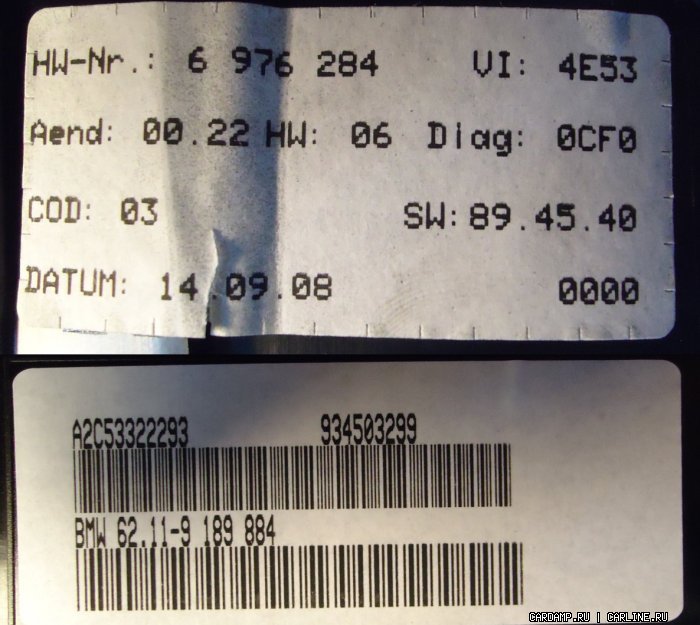 HW-Nr.: 6 976 284 VI: 4E53
Aend: 00.22 HW: 06 Diag: 0CF0
COD: 03 SW: 89.45.40
DATUM: 14.09.08 0000
A2C53322293 934503299
BMW 62.11-9 189 884
CARDAMP.RU | CARLINE.RU